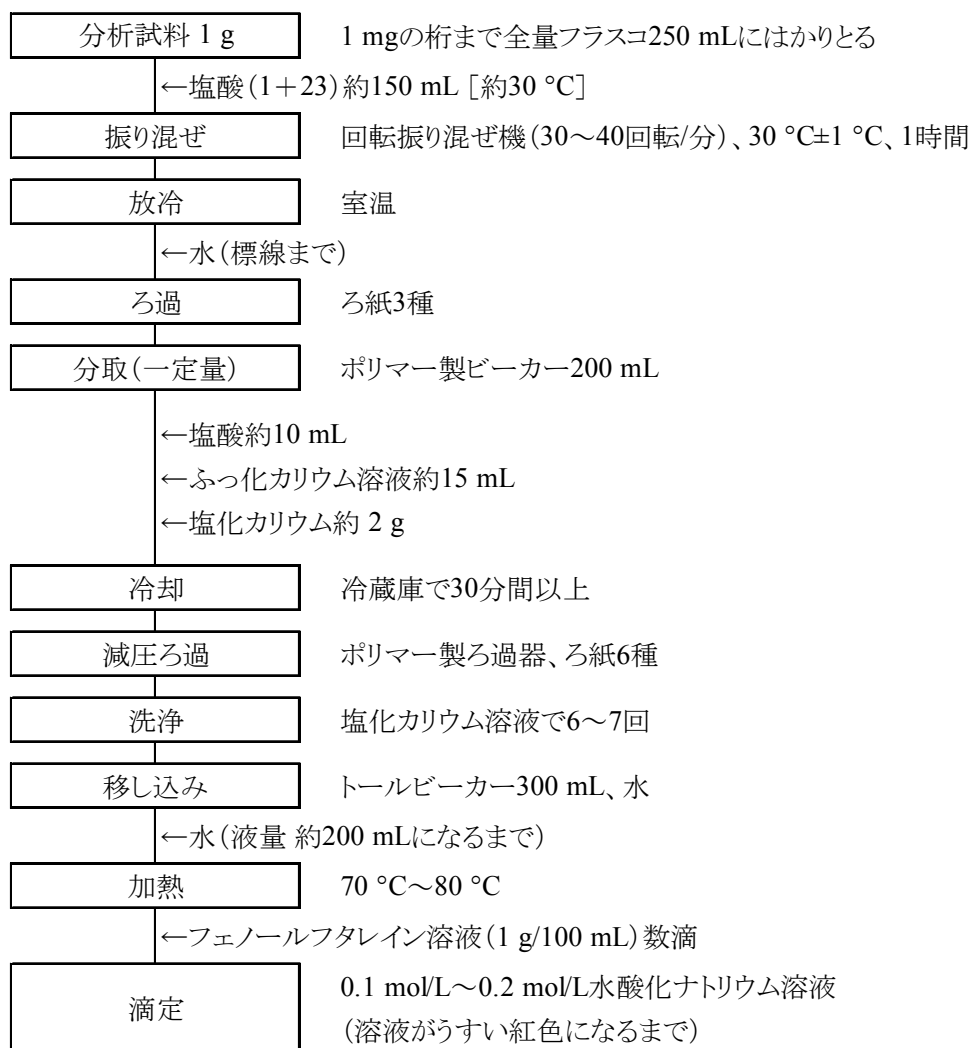 分析試料 1 g 1 mgの桁まで全量フラスコ250 mLにはかりとる
←塩酸(1+23)約150 mL [約30 °C]
振り混ぜ 回転振り混ぜ機(30~40回転/分)、30 °C±1 °C、1時間
放冷 室温
←水(標線まで)
ろ過 ろ紙3種
分取(一定量) ポリマー製ビーカー200 mL
←塩酸約10 mL
←ふっ化カリウム溶液約15 mL
←塩化カリウム約 2 g
冷却 冷蔵庫で30分間以上
減圧ろ過 ポリマー製ろ過器、ろ紙6種
洗浄 塩化カリウム溶液で6~7回
移し込み トールビーカー300 mL、水
←水(液量 約200 mLになるまで)
加熱 70 °C~80 °C
←フェノールフタレイン溶液(1 g/100 mL)数滴
滴定 0.1 mol/L~0.2 mol/L水酸化ナトリウム溶液
(溶液がうすい紅色になるまで)